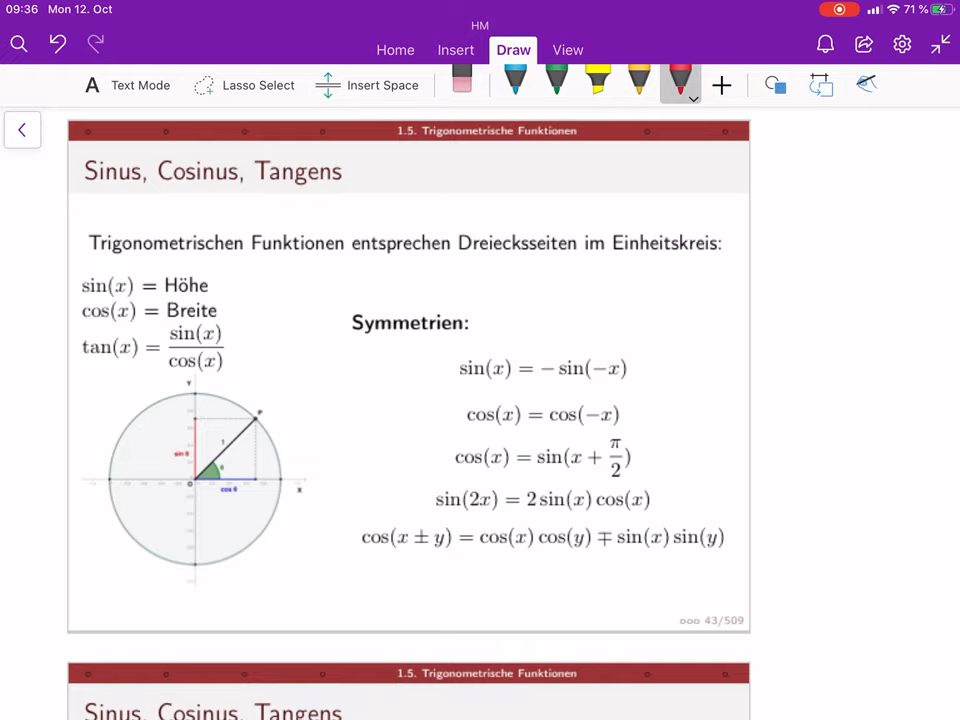 09:36 Mon 12. Oct
71 %
HM
Home Insert Draw View
A Text Mode Lasso Select Insert Space
1.5. Trigonometrische Funktionen
Sinus, Cosinus, Tangens
Trigonometrischen Funktionen entsprechen Dreiecksseiten im Einheitskreis:
sin(x) = Höhe
cos(x) = Breite
tan(x) = sin(x) / cos(x)
Y
P
1
sin θ
θ
O
cos θ
X
Symmetrien:
sin(x) = − sin(−x)
cos(x) = cos(−x)
cos(x) = sin(x + π/2)
sin(2x) = 2 sin(x) cos(x)
cos(x ± y) = cos(x) cos(y) ∓ sin(x) sin(y)
43/509
1.5. Trigonometrische Funktionen
Sinus, Cosinus, Tangens